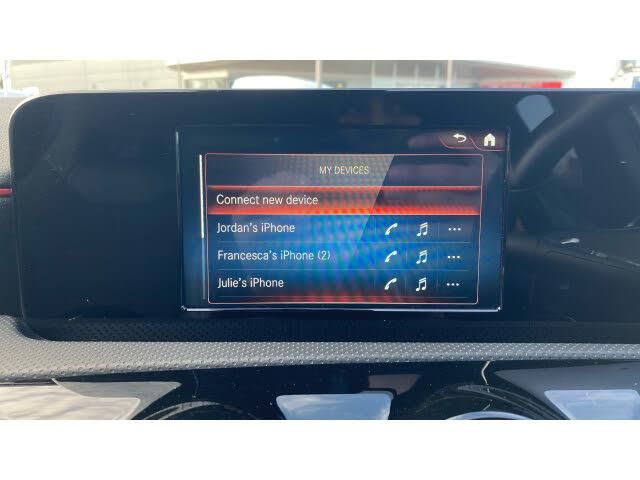 MY DEVICES
Connect new device
Jordan's iPhone
Francesca's iPhone (2)
Julie's iPhone